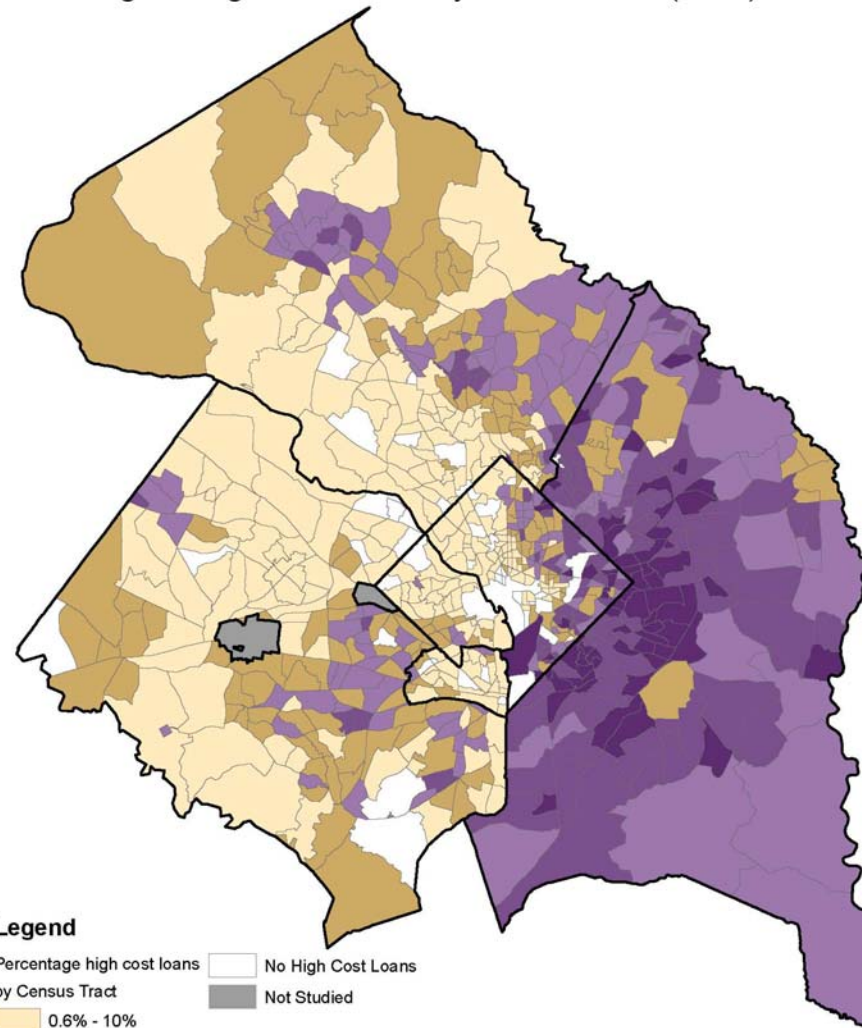 Legend
Percentage high cost loans
by Census Tract
0.6% - 10%
No High Cost Loans
Not Studied